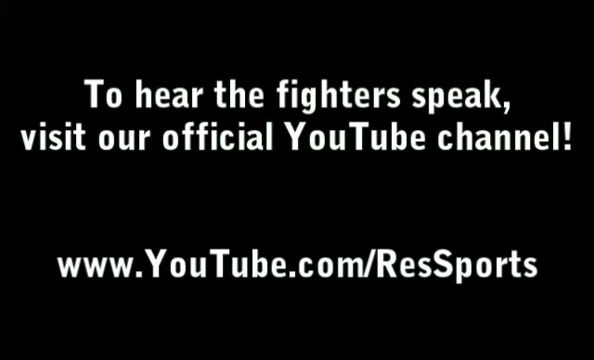 To hear the fighters speak,
visit our official YouTube channel!
www.YouTube.com/ResSports